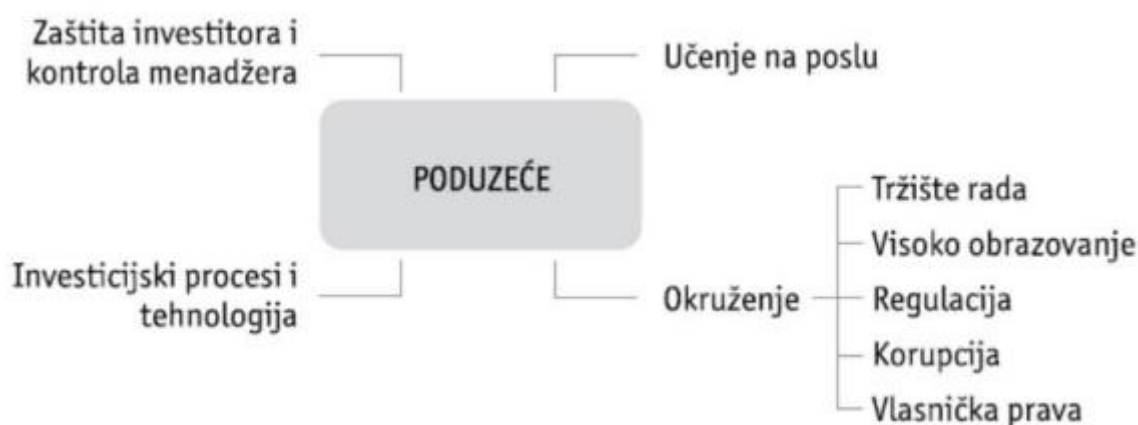 Zaštita investitora i
kontrola menadžera
Učenje na poslu
PODUZEĆE
Investicijski procesi i
tehnologija
Okruženje
Tržište rada
Visoko obrazovanje
Regulacija
Korupcija
Vlasnička prava